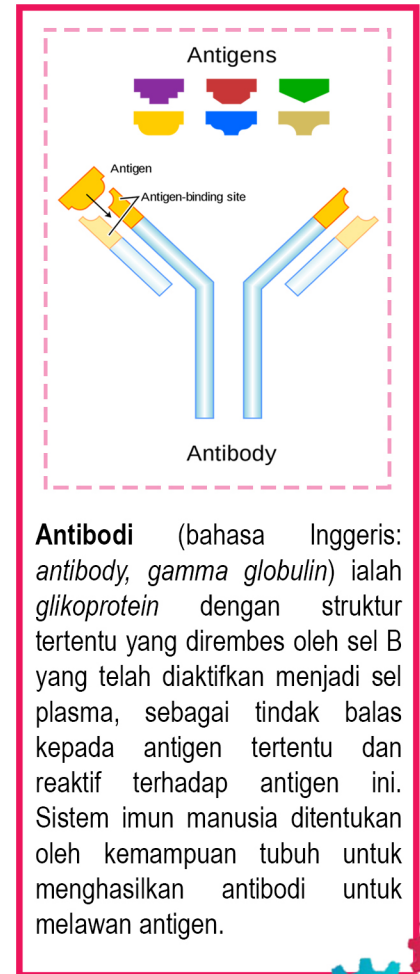 Antigens
Antigen
Antigen-binding site
Antibody
Antibodi (bahasa Inggeris:
antibody, gamma globulin) ialah
glikoprotein dengan struktur
tertentu yang dirembes oleh sel B
yang telah diaktifkan menjadi sel
plasma, sebagai tindak balas
kepada antigen tertentu dan
reaktif terhadap antigen ini.
Sistem imun manusia ditentukan
oleh kemampuan tubuh untuk
menghasilkan antibodi untuk
melawan antigen.